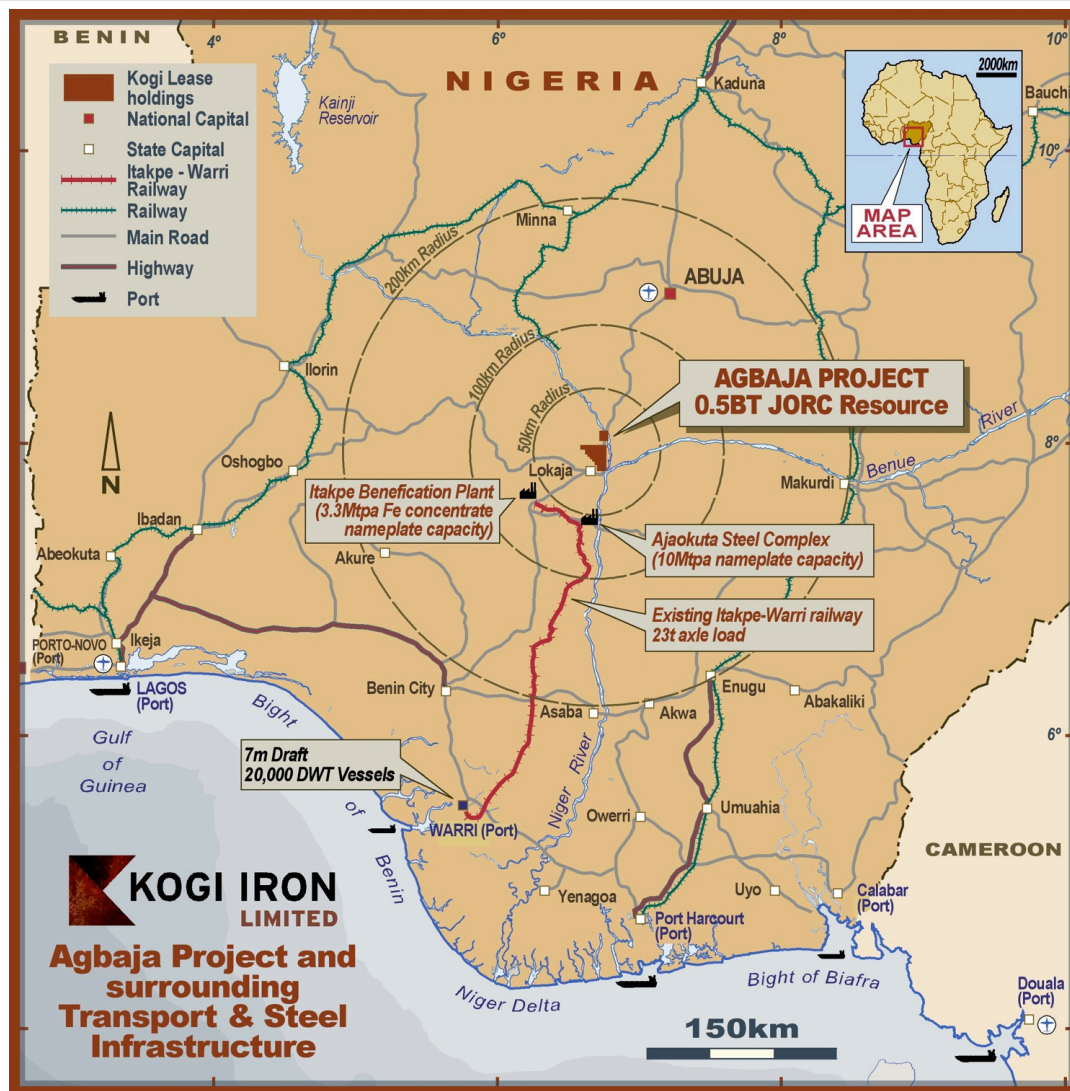 BENIN
4°
6°
8°
10°
NIGERIA
Kogi Lease
holdings
National Capital
State Capital
Itakpe - Warri
Railway
Railway
Main Road
Highway
Port
Kainji
Reservoir
Kaduna
2000km
MAP
AREA
Bauchi
10°
Minna
200km Radius
ABUJA
100km Radius
50km Radius
Ilorin
AGBAJA PROJECT
0.5BT JORC Resource
River
Benue
8°
N
Oshogbo
Lokaja
Makurdi
Itakpe Benefication Plant
(3.3Mtpa Fe concentrate
nameplate capacity)
Ibadan
Abeokuta
Akure
Ajaokuta Steel Complex
(10Mtpa nameplate capacity)
Existing Itakpe-Warri railway
23t axle load
PORTO-NOVO
(Port)
Ikeja
LAGOS
(Port)
Benin City
Asaba
Akwa
Enugu
Abakaliki
Gulf
of
Guinea
Bight
of
Benin
6°
7m Draft
20,000 DWT Vessels
Niger River
WARRI (Port)
Owerri
Umuahia
CAMEROON
KOGI IRON
LIMITED
Yenagoa
Uyo
Calabar
(Port)
Port Harcourt
(Port)
Agbaja Project and
surrounding
Transport & Steel
Infrastructure
Niger Delta
Bight of Biafra
Douala
(Port)
150km